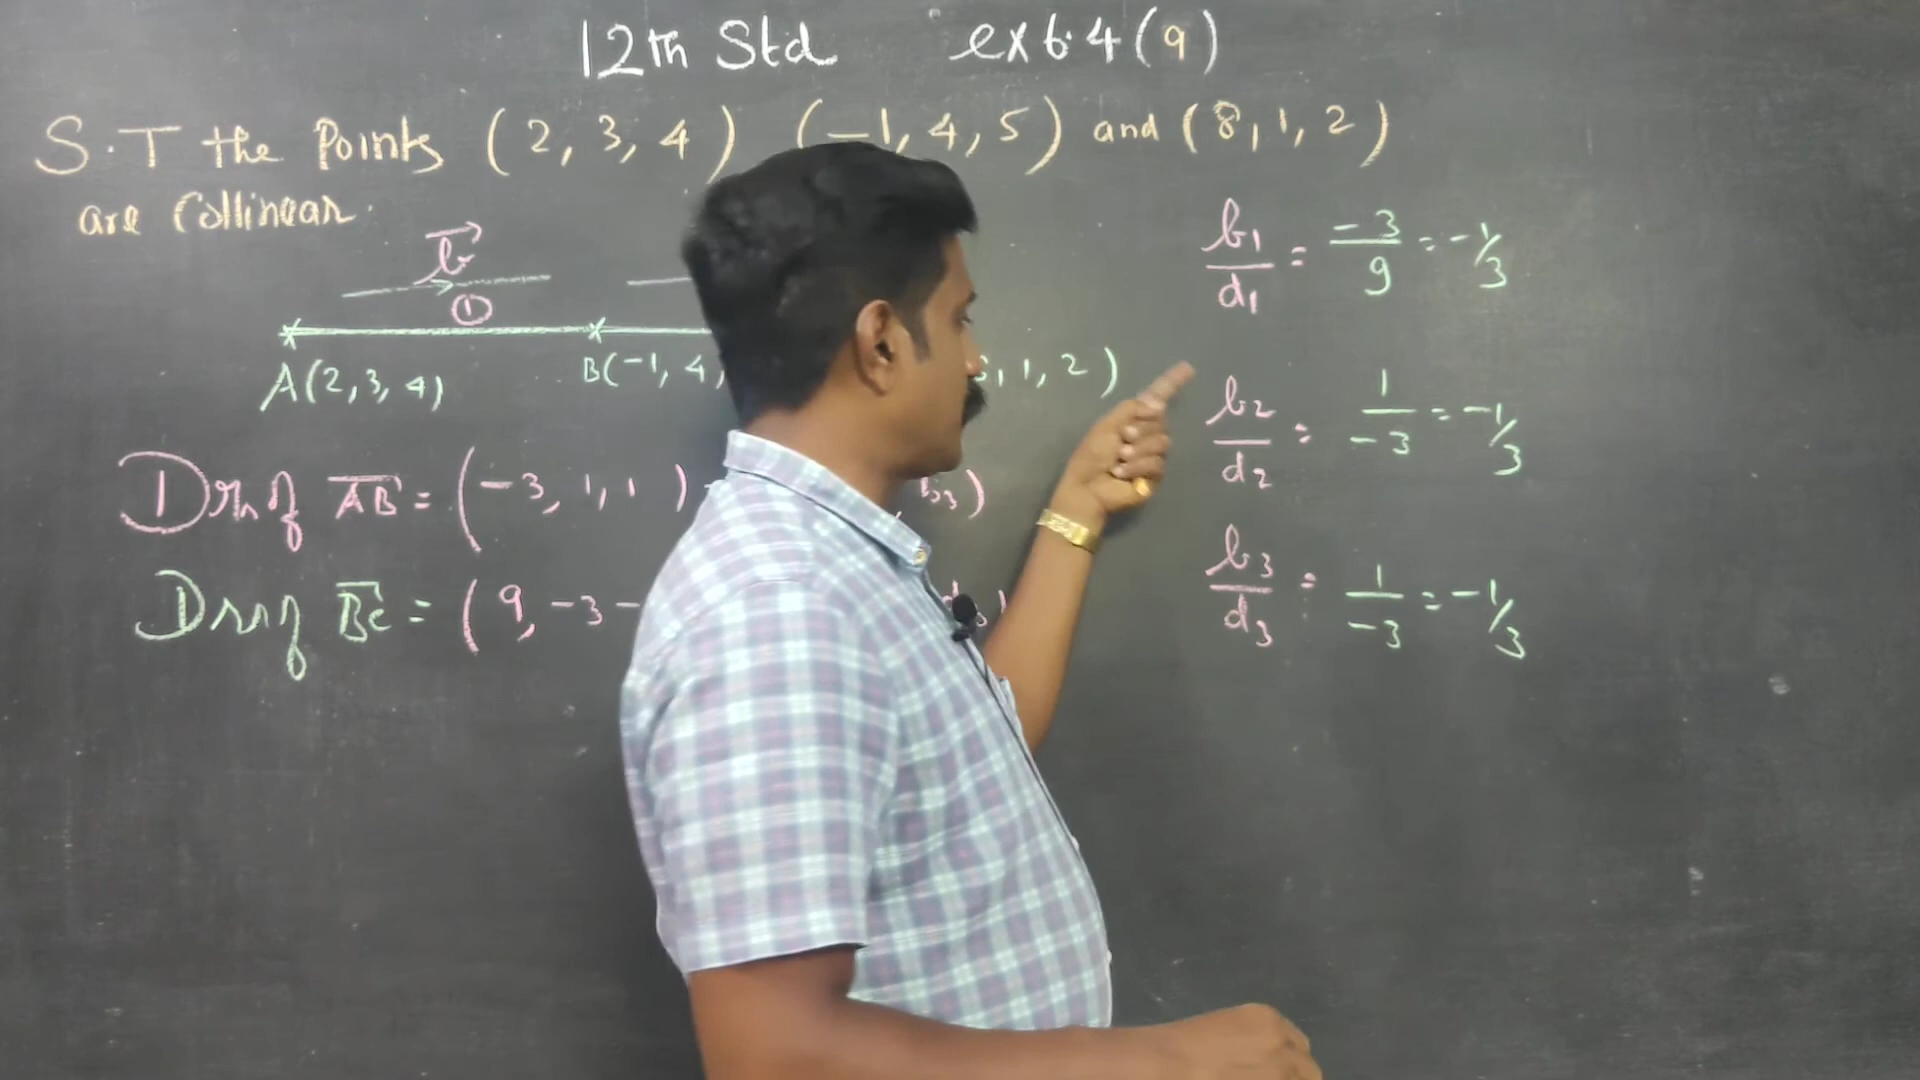 12th Std ex 6.4 (9)
S.T the Points (2, 3, 4) (-1, 4, 5) and (8, 1, 2)
are Collinear.
b
①
A(2, 3, 4) B(-1, 4, , 1, 2)
Drs of AB = (-3, 1, 1) b3)
Drs of BC = (9, -3 -
b1/d1 = -3/9 = -1/3
b2/d2 = 1/-3 = -1/3
b3/d3 = 1/-3 = -1/3